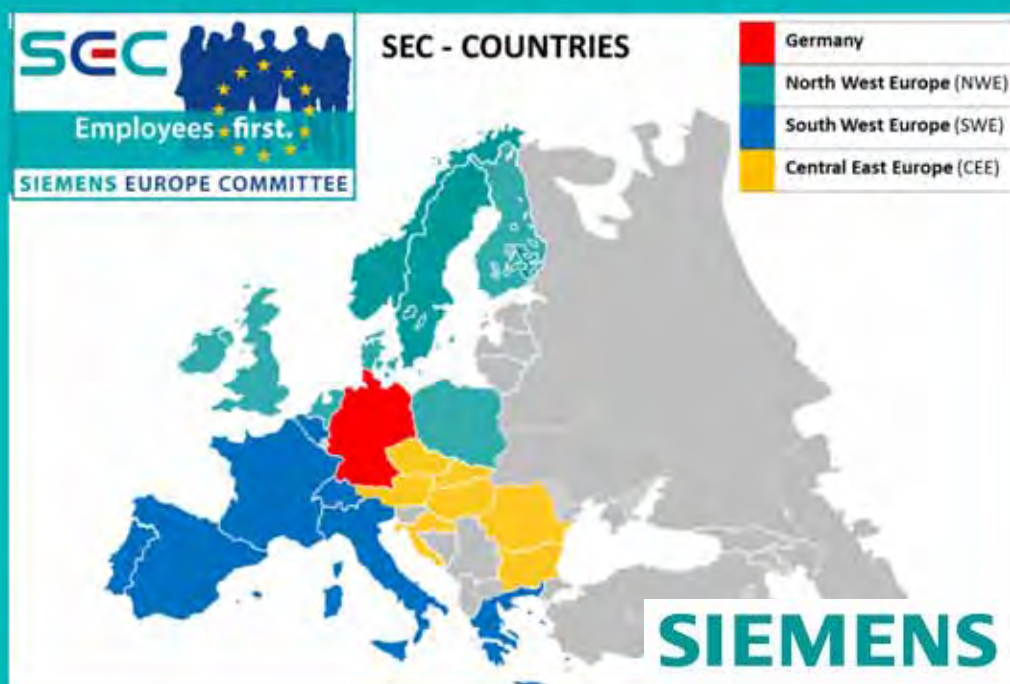 SEC
Employees first.
SIEMENS EUROPE COMMITTEE
SEC - COUNTRIES
Germany
North West Europe (NWE)
South West Europe (SWE)
Central East Europe (CEE)
SIEMENS